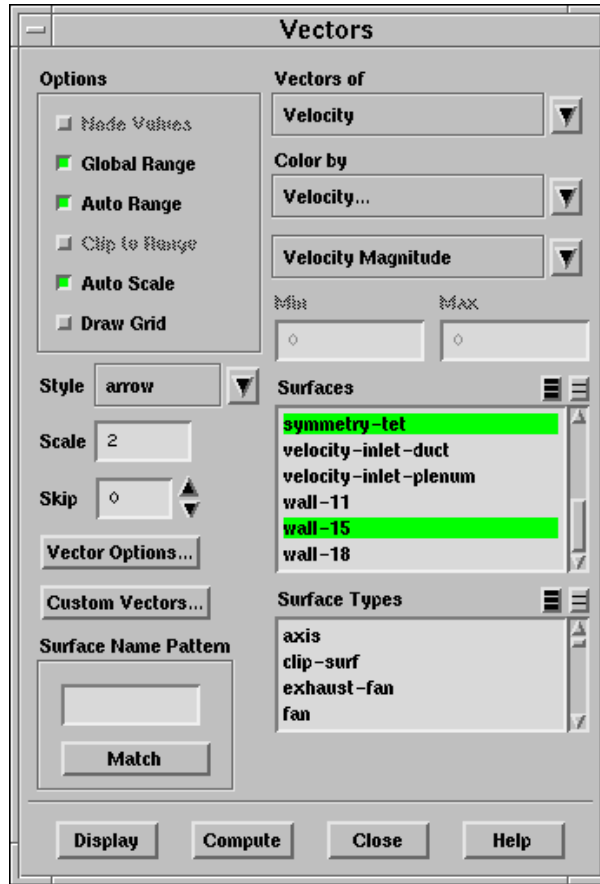 Vectors
Options
Node Values
Global Range
Auto Range
Clip to Range
Auto Scale
Draw Grid
Style arrow
Scale 2
Skip 0
Vector Options...
Custom Vectors...
Surface Name Pattern
Match
Vectors of
Velocity
Color by
Velocity...
Velocity Magnitude
Min Max
0 0
Surfaces
symmetry-tet
velocity-inlet-duct
velocity-inlet-plenum
wall-11
wall-15
wall-18
Surface Types
axis
clip-surf
exhaust-fan
fan
Display Compute Close Help